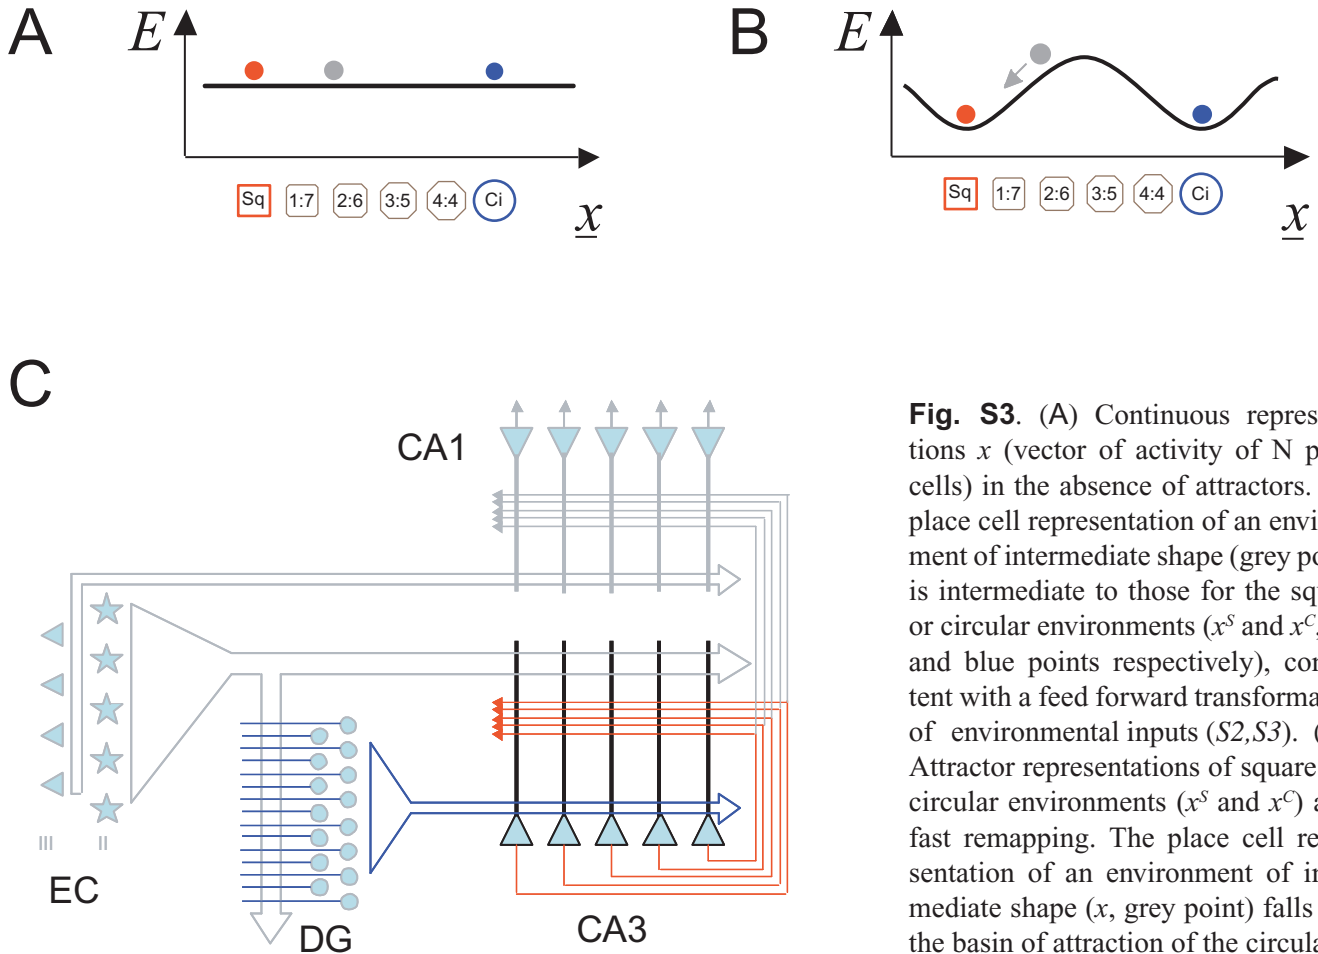 A
E
Sq 1:7 2:6 3:5 4:4 Ci
x
B
E
Sq 1:7 2:6 3:5 4:4 Ci
x
C
CA1
III II
EC
DG
CA3
Fig. S3. (A) Continuous repres
tions x (vector of activity of N p
cells) in the absence of attractors.
place cell representation of an envi
ment of intermediate shape (grey po
is intermediate to those for the sq
or circular environments (xS and xC,
and blue points respectively), con
tent with a feed forward transforma
of environmental inputs (S2,S3). (
Attractor representations of square
circular environments (xS and xC) a
fast remapping. The place cell re
sentation of an environment of in
mediate shape (x, grey point) falls
the basin of attraction of the circula